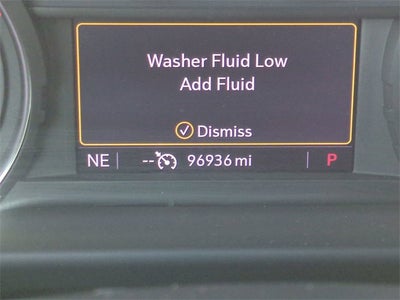 Washer Fluid Low
Add Fluid
Dismiss
NE -- 96936 mi P